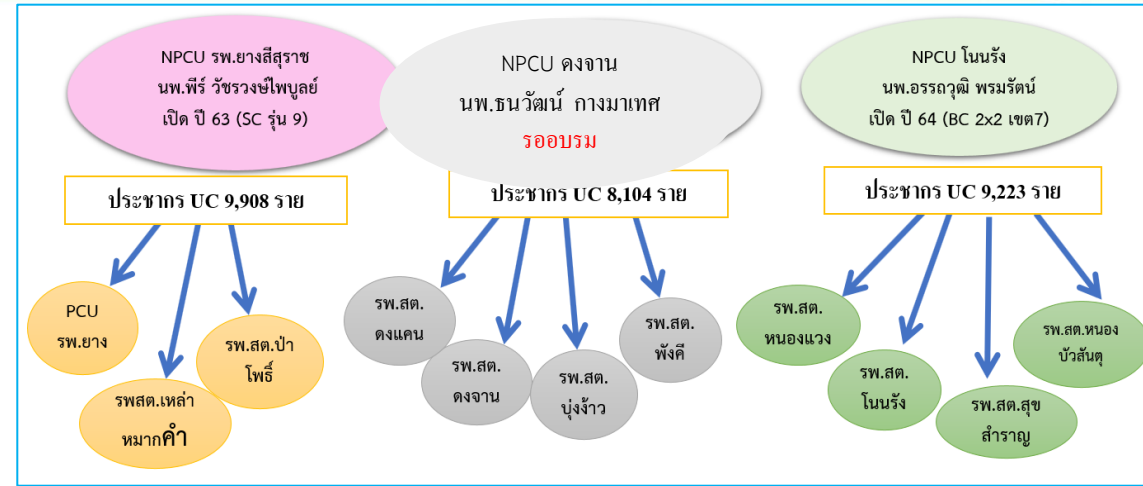 NPCU รพ.ยางสีสุราช
นพ.พีร์ วัชรวงษ์ไพบูลย์
เปิด ปี 63 (SC รุ่น 9)
ประชากร UC 9,908 ราย
PCU
รพ.ยาง
รพสต.เหล่า
หมากคำ
รพ.สต.ป่า
โพธิ์
NPCU ดงจาน
นพ.ธนวัฒน์ กางมาเทศ
รออบรม
ประชากร UC 8,104 ราย
รพ.สต.
ดงแคน
รพ.สต.
ดงจาน
รพ.สต.
บุ่งง้าว
รพ.สต.
พังคี
NPCU โนนรัง
นพ.อรรถวุฒิ พรมรัตน์
เปิด ปี 64 (BC 2x2 เขต7)
ประชากร UC 9,223 ราย
รพ.สต.
หนองแวง
รพ.สต.
โนนรัง
รพ.สต.สุข
สำราญ
รพ.สต.หนอง
บัวสันตุ